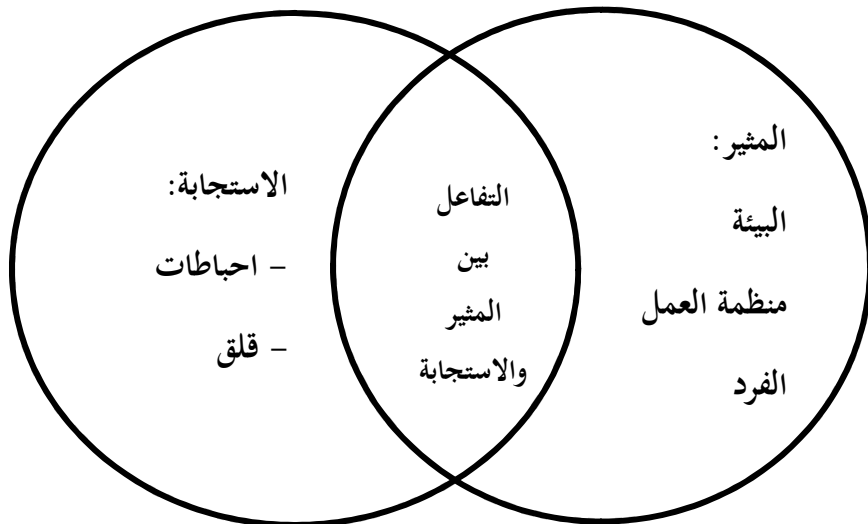 المثير:
البيئة
منظمة العمل
الفرد
التفاعل
بين
المثير
والاستجابة
الاستجابة:
– احباطات
– قلق